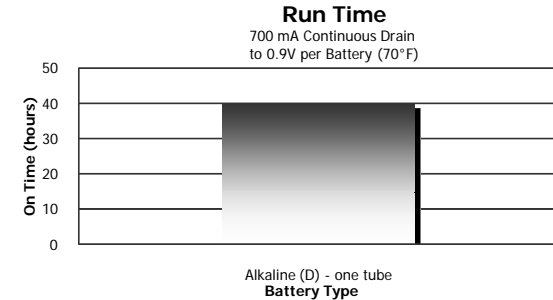 Run Time
700 mA Continuous Drain
to 0.9V per Battery (70°F)
On Time (hours)
50
40
30
20
10
0
Alkaline (D) - one tube
Battery Type